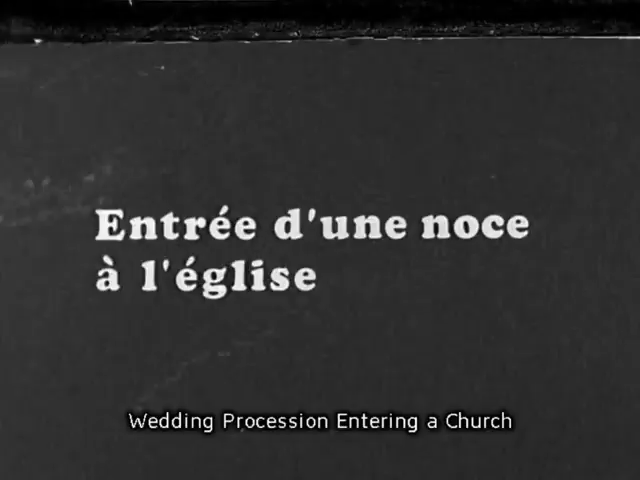 Entrée d'une noce
à l'église
Wedding Procession Entering a Church